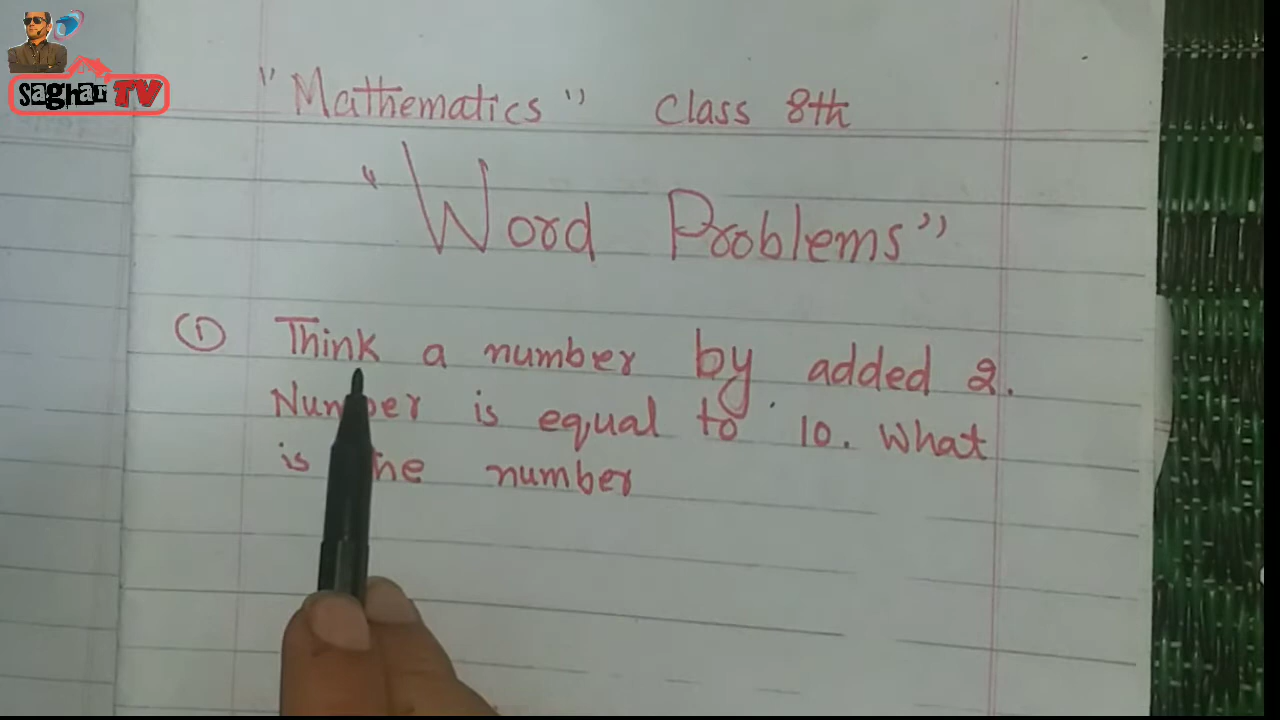 saghar TV
"Mathematics" Class 8th
"Word Problems"
① Think a number by added 2.
Number is equal to 10. What
is the number